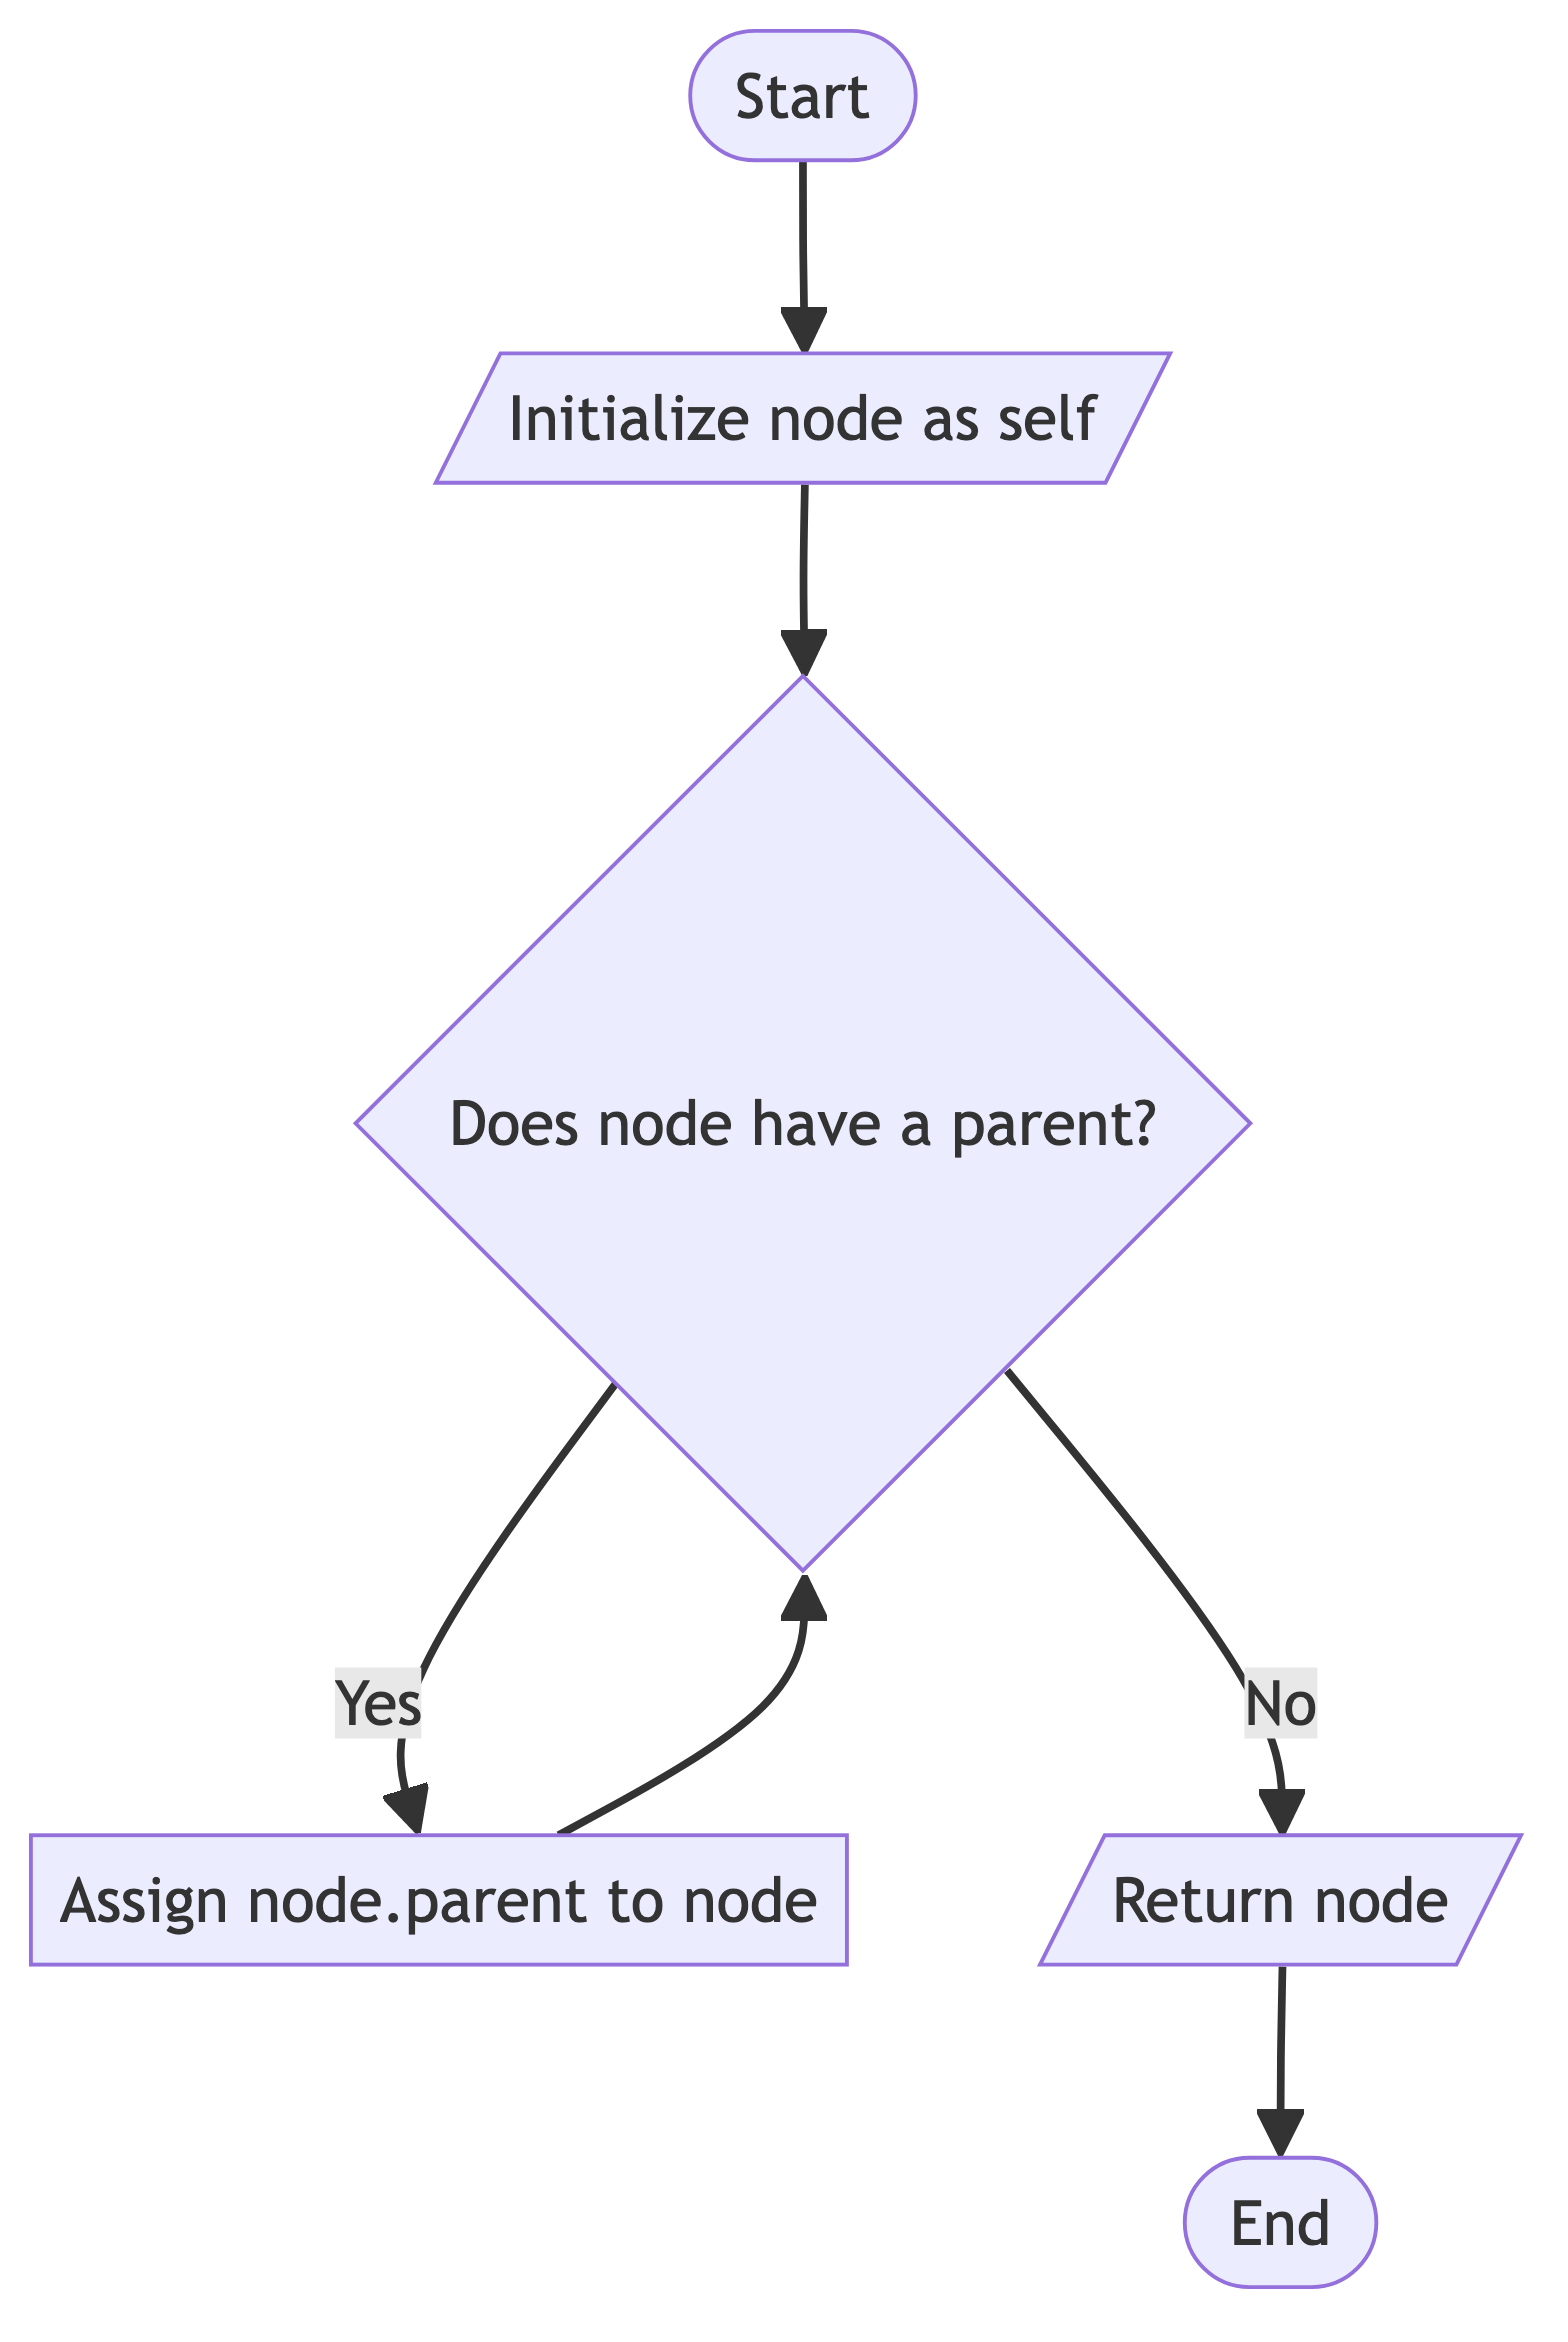 Start
Initialize node as self
Does node have a parent?
Yes
No
Assign node.parent to node
Return node
End